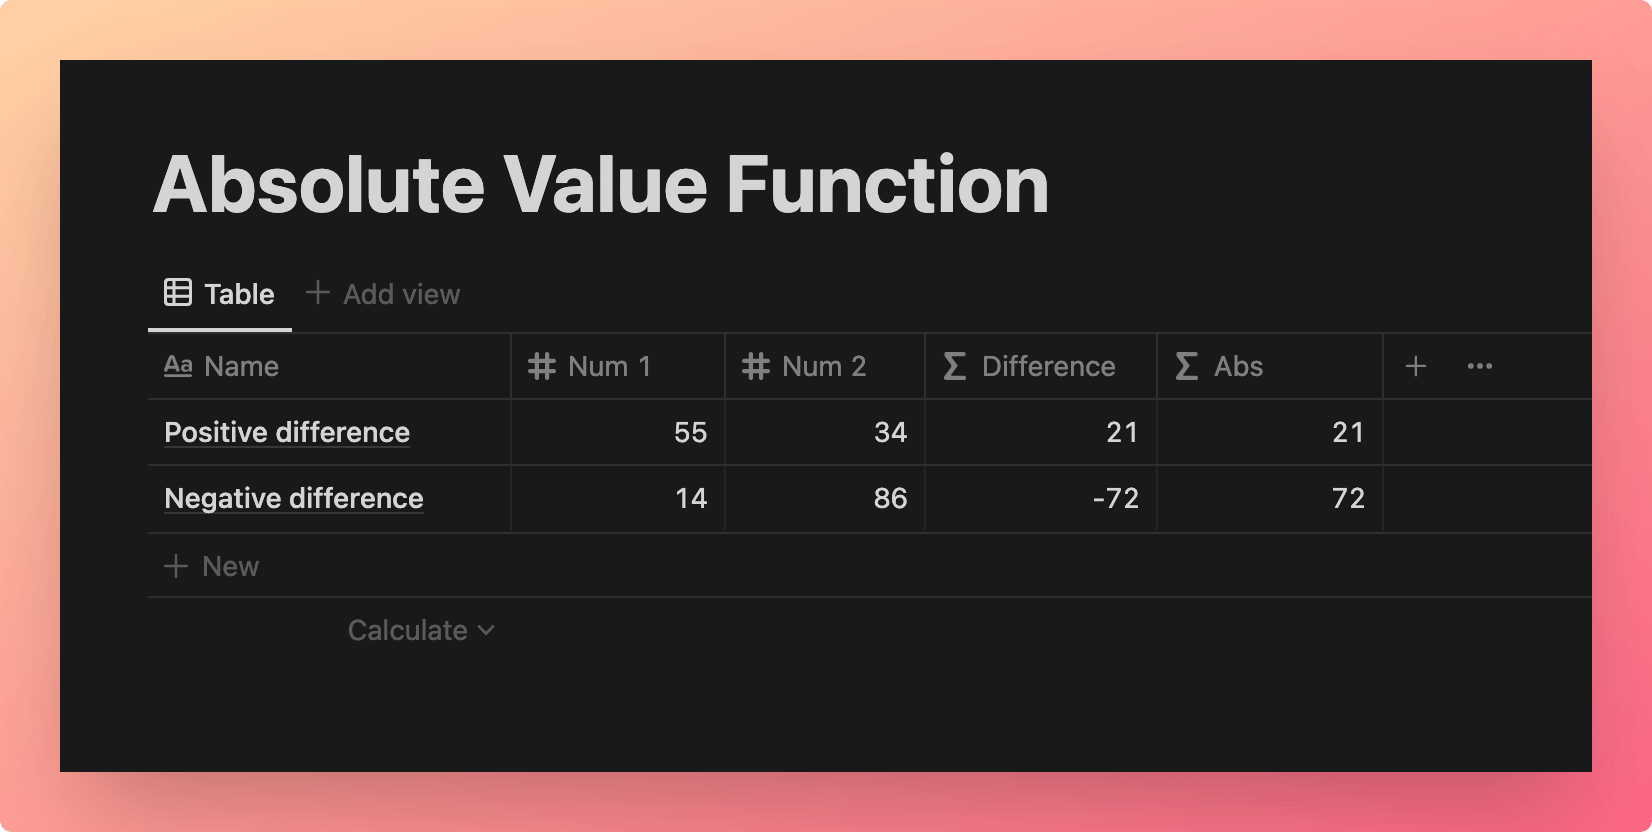 Absolute Value Function
Table + Add view
Aa Name # Num 1 # Num 2 Σ Difference Σ Abs + ···
Positive difference 55 34 21 21
Negative difference 14 86 -72 72
+ New
Calculate